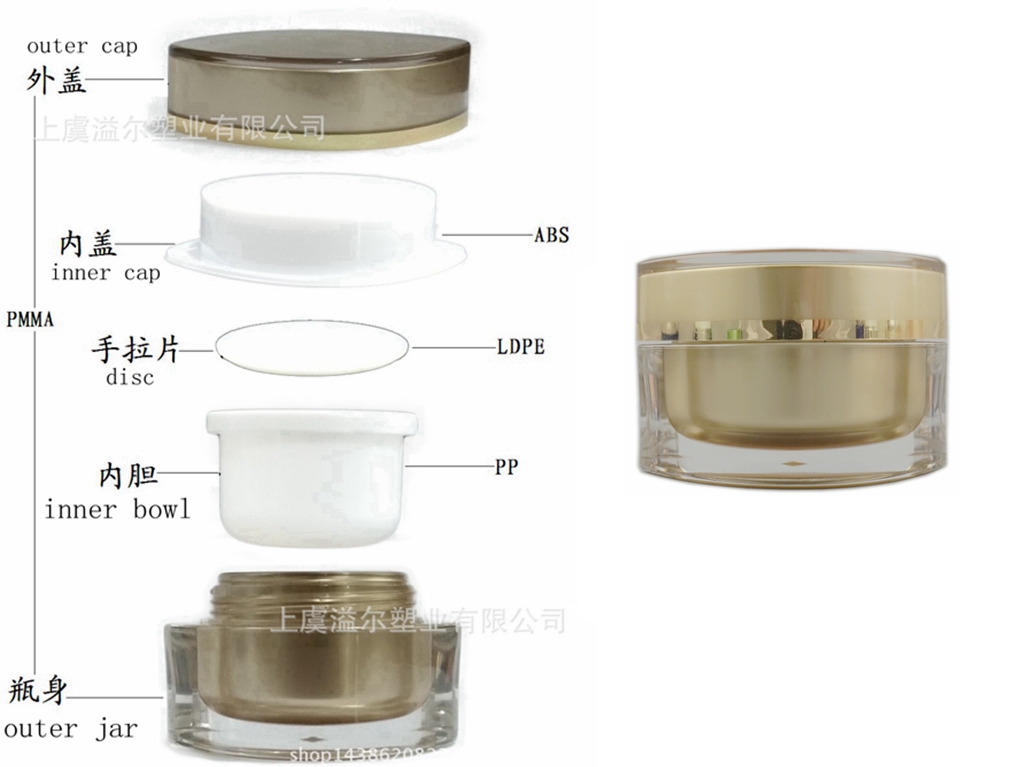 outer cap
外盖
上虞溢尔塑业有限公司
内盖
ABS
inner cap
PMMA
手拉片
LDPE
disc
内胆
PP
inner bowl
上虞溢尔塑业有限公司
瓶身
outer jar